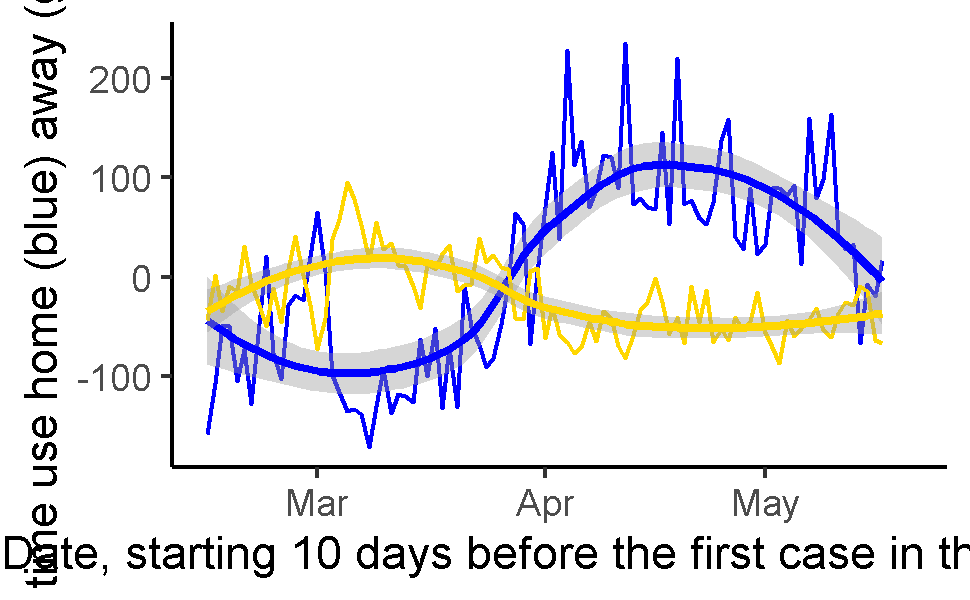 time use home (blue) away (
200
100
0
-100
Mar Apr May
Date, starting 10 days before the first case in th